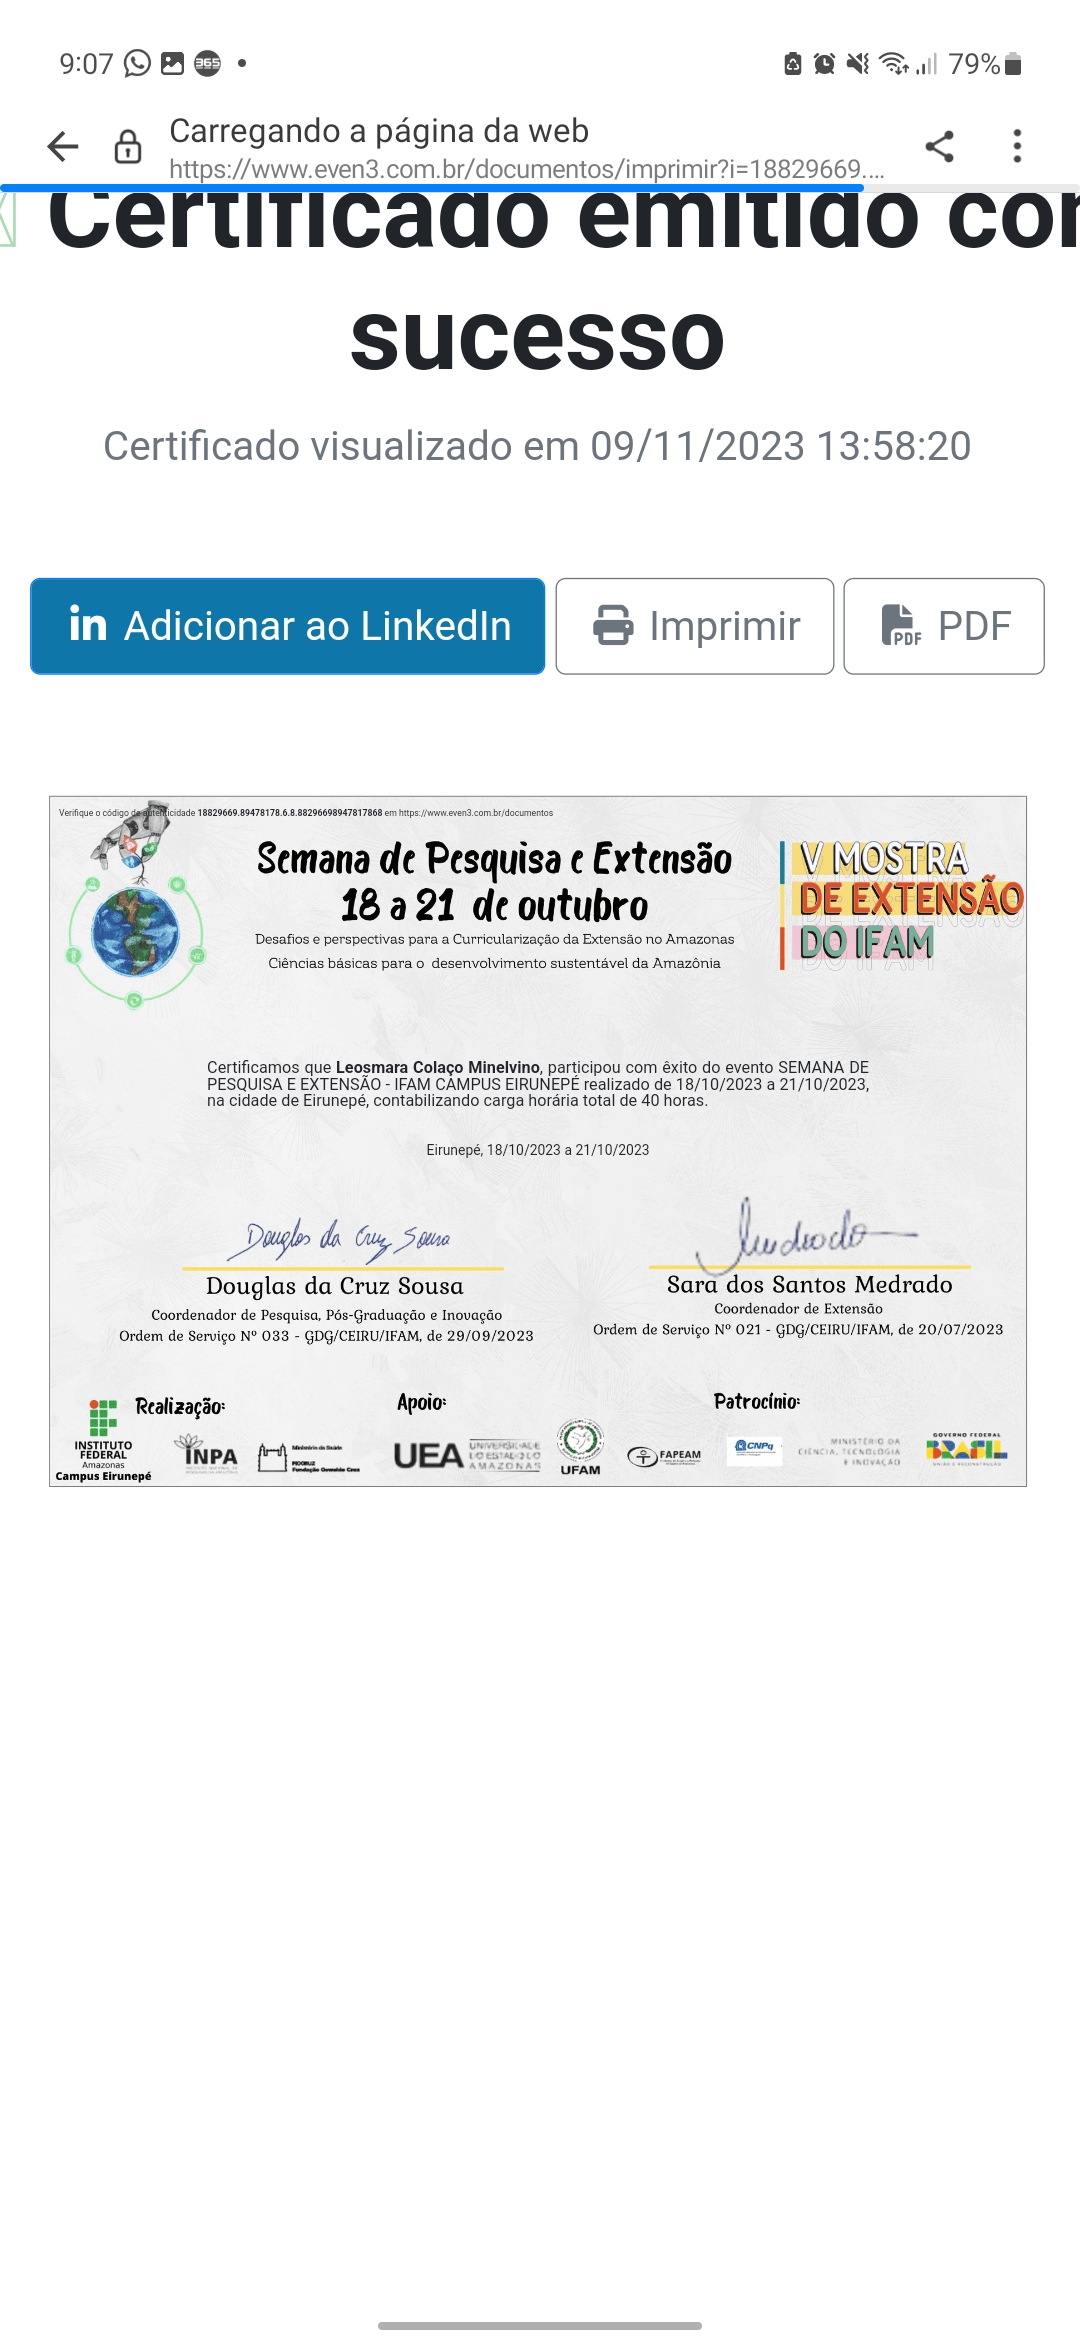 9:07
79%
Carregando a página da web
https://www.even3.com.br/documentos/imprimir?i=18829669....
Certificado emitido com
sucesso
Certificado visualizado em 09/11/2023 13:58:20
in Adicionar ao LinkedIn
Imprimir
PDF PDF
Verifique o código de autenticidade 18829669.89478178.6.8.88296698947817868 em https://www.even3.com.br/documentos
Semana de Pesquisa e Extensão
18 a 21 de outubro
Desafios e perspectivas para a Curricularização da Extensão no Amazonas
Ciências básicas para o desenvolvimento sustentável da Amazônia
V MOSTRA
DE EXTENSÃO
DO IFAM
Certificamos que Leosmara Colaço Minelvino, participou com êxito do evento SEMANA DE
PESQUISA E EXTENSÃO - IFAM CAMPUS EIRUNEPÉ realizado de 18/10/2023 a 21/10/2023,
na cidade de Eirunepé, contabilizando carga horária total de 40 horas.
Eirunepé, 18/10/2023 a 21/10/2023
Douglas da Cruz Sousa
Douglas da Cruz Sousa
Coordenador de Pesquisa, Pós-Graduação e Inovação
Ordem de Serviço Nº 033 - GDG/CEIRU/IFAM, de 29/09/2023
Sara dos Santos Medrado
Coordenador de Extensão
Ordem de Serviço Nº 021 - GDG/CEIRU/IFAM, de 20/07/2023
Realização:
Apoio:
Patrocínio:
INSTITUTO
FEDERAL
Amazonas
Campus Eirunepé
INPA
Ministério da Saúde
FIOCRUZ
Fundação Oswaldo Cruz
UEA
UNIVERSIDADE
DO ESTADO DO
AMAZONAS
UFAM
FAPEAM
CNPq
MINISTÉRIO DA
CIÊNCIA, TECNOLOGIA
E INOVAÇÃO
GOVERNO FEDERAL
BRASIL
UNIÃO E RECONSTRUÇÃO